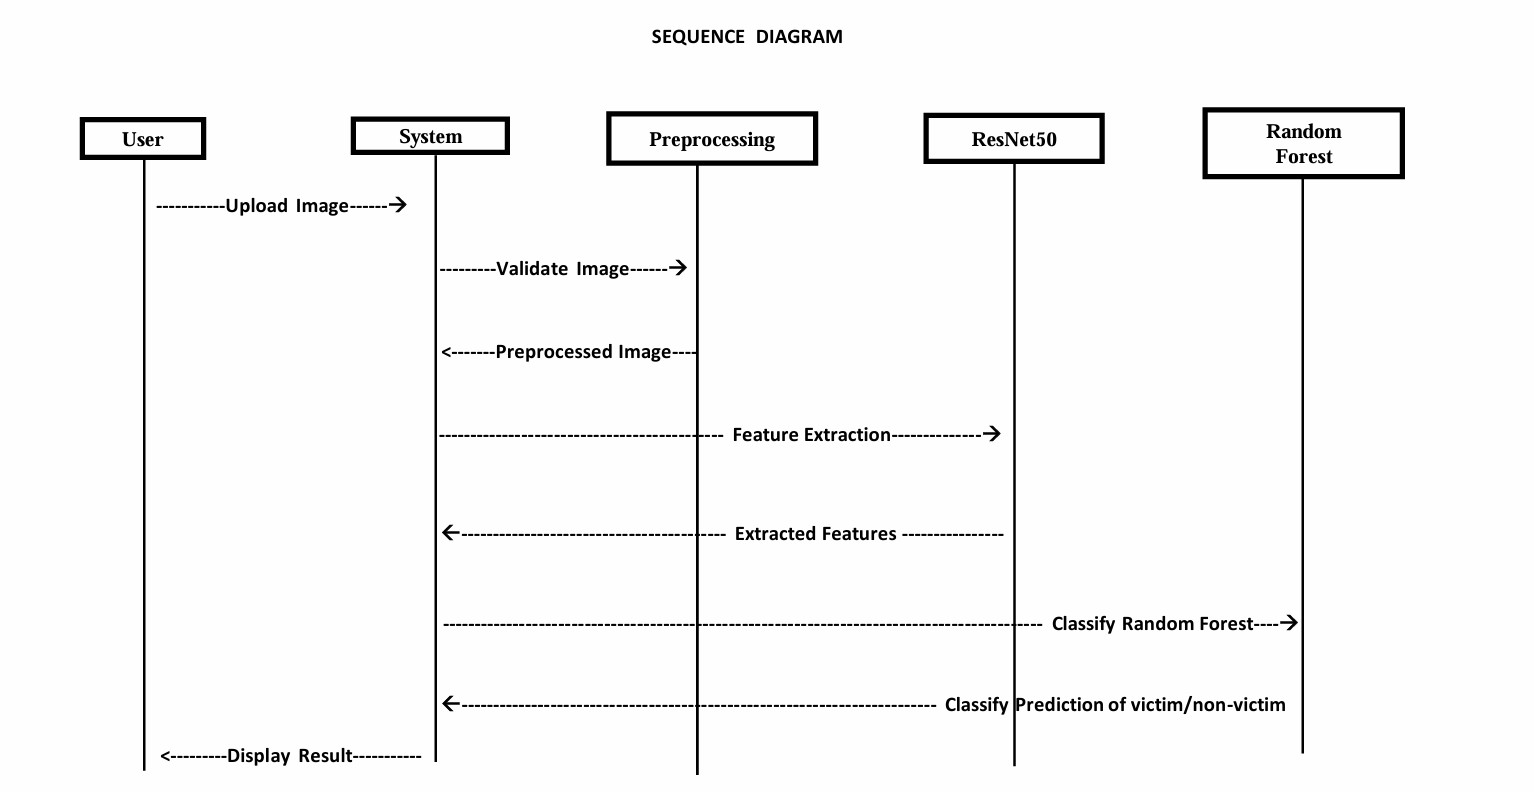 SEQUENCE DIAGRAM
User
System
Preprocessing
ResNet50
Random
Forest
-----------Upload Image------→
---------Validate Image------→
<-------Preprocessed Image----
---------------------------------------------- Feature Extraction--------------→
←------------------------------------------ Extracted Features ----------------
------------------------------------------------------------------------------------------------ Classify Random Forest----→
←---------------------------------------------------------------------------- Classify Prediction of victim/non-victim
<---------Display Result-----------